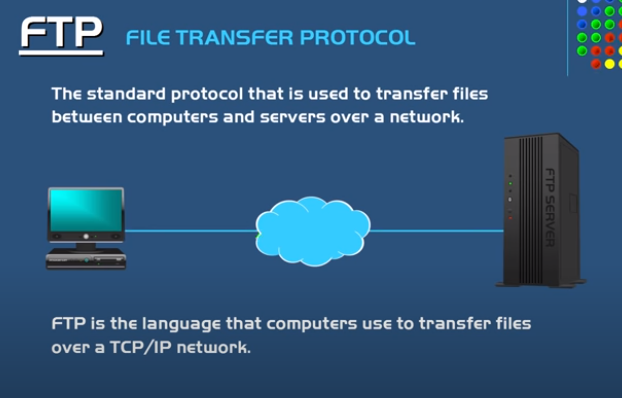 FTP FILE TRANSFER PROTOCOL
The standard protocol that is used to transfer files
between computers and servers over a network.
FTP SERVER
FTP is the language that computers use to transfer files
over a TCP/IP network.